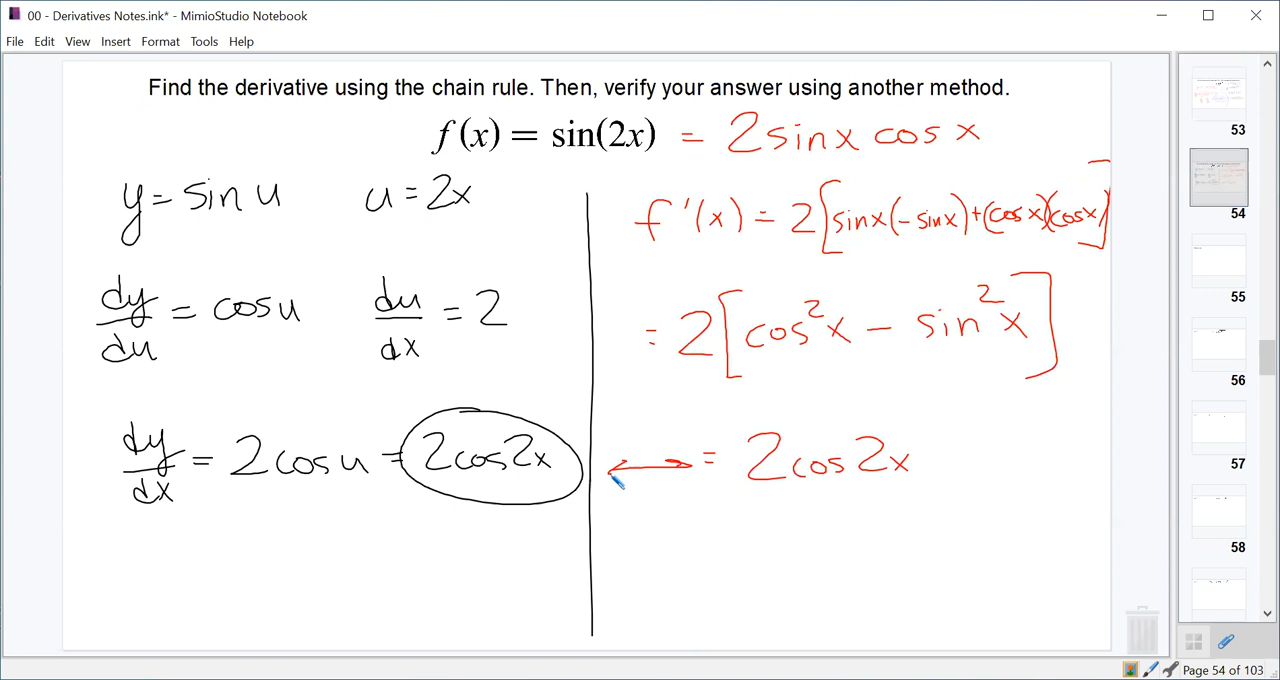 00 - Derivatives Notes.ink* - MimioStudio Notebook
File Edit View Insert Format Tools Help
Find the derivative using the chain rule. Then, verify your answer using another method.
f(x) = sin(2x) = 2 sin x cos x
y = sin u u = 2x
dy/du = cos u du/dx = 2
dy/dx = 2 cos u = 2 cos 2x
f'(x) = 2[sin x(-sin x) + (cos x)(cos x)]
= 2[cos²x - sin²x]
= 2 cos 2x
53
54
55
56
57
58
Page 54 of 103